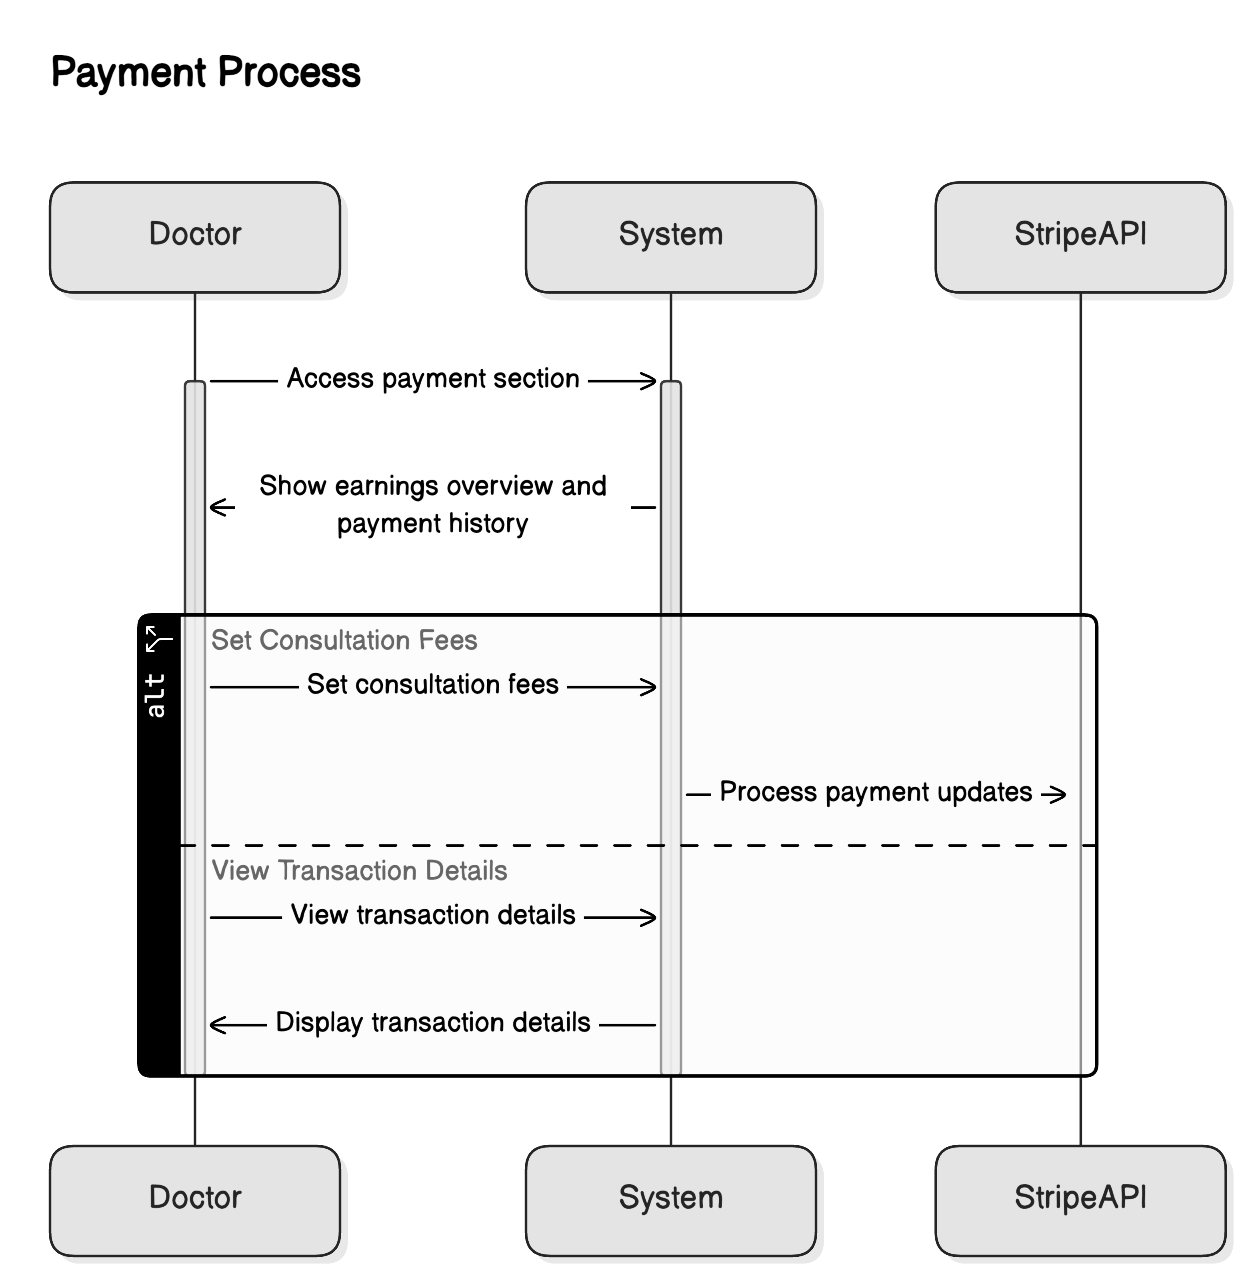 Payment Process
Doctor
System
StripeAPI
Access payment section
Show earnings overview and
payment history
alt
Set Consultation Fees
Set consultation fees
Process payment updates
View Transaction Details
View transaction details
Display transaction details
Doctor
System
StripeAPI